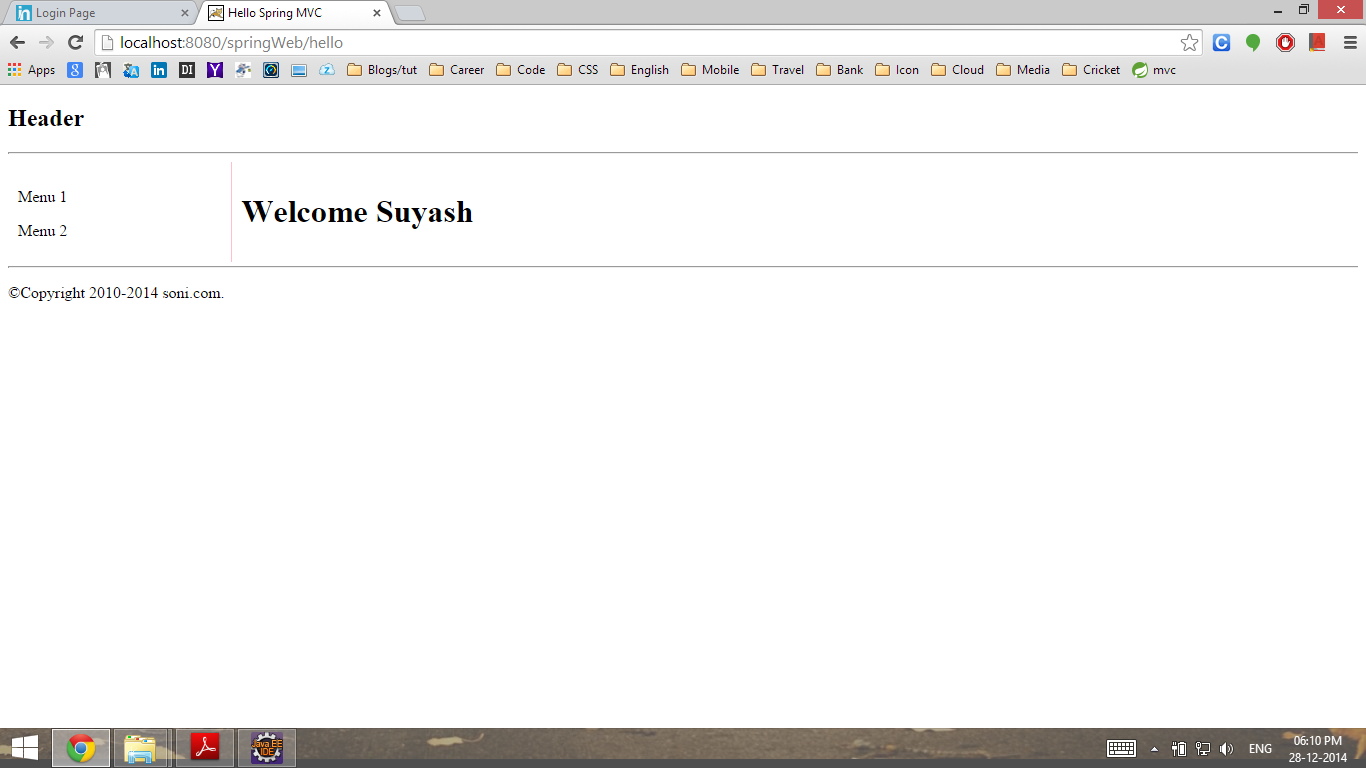 Login Page
Hello Spring MVC
localhost:8080/springWeb/hello
Apps
Blogs/tut
Career
Code
CSS
English
Mobile
Travel
Bank
Icon
Cloud
Media
Cricket
mvc
Header
Menu 1
Menu 2
Welcome Suyash
©Copyright 2010-2014 soni.com.
Java EE
IDE
ENG
06:10 PM
28-12-2014